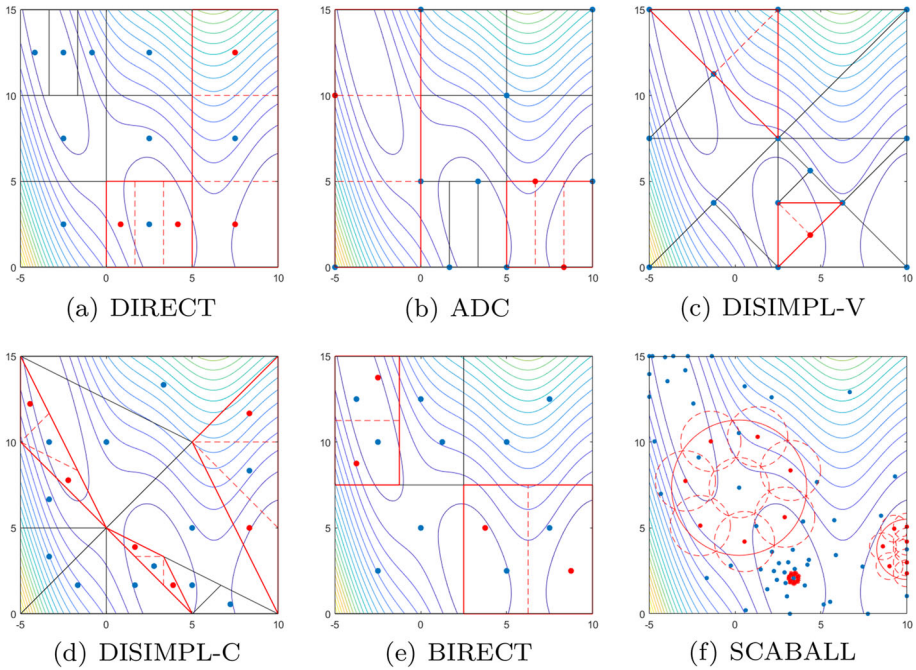 15
10
5
0
-5 0 5 10
(a) DIRECT
15
10
5
0
-5 0 5 10
(b) ADC
15
10
5
0
-5 0 5 10
(c) DISIMPL-V
15
10
5
0
-5 0 5 10
(d) DISIMPL-C
15
10
5
0
-5 0 5 10
(e) BIRECT
15
10
5
0
-5 0 5 10
(f) SCABALL